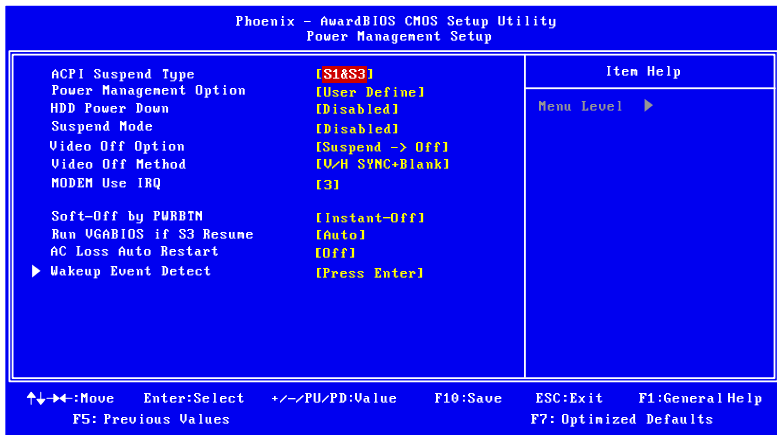 Phoenix - AwardBIOS CMOS Setup Utility
Power Management Setup
ACPI Suspend Type [S1&S3]
Power Management Option [User Define]
HDD Power Down [Disabled]
Suspend Mode [Disabled]
Video Off Option [Suspend -> Off]
Video Off Method [V/H SYNC+Blank]
MODEM Use IRQ [3]
Soft-Off by PWRBTN [Instant-Off]
Run VGABIOS if S3 Resume [Auto]
AC Loss Auto Restart [Off]
Wakeup Event Detect [Press Enter]
Item Help
Menu Level
↑↓→←:Move Enter:Select +/-/PU/PD:Value F10:Save ESC:Exit F1:General Help
F5: Previous Values F7: Optimized Defaults